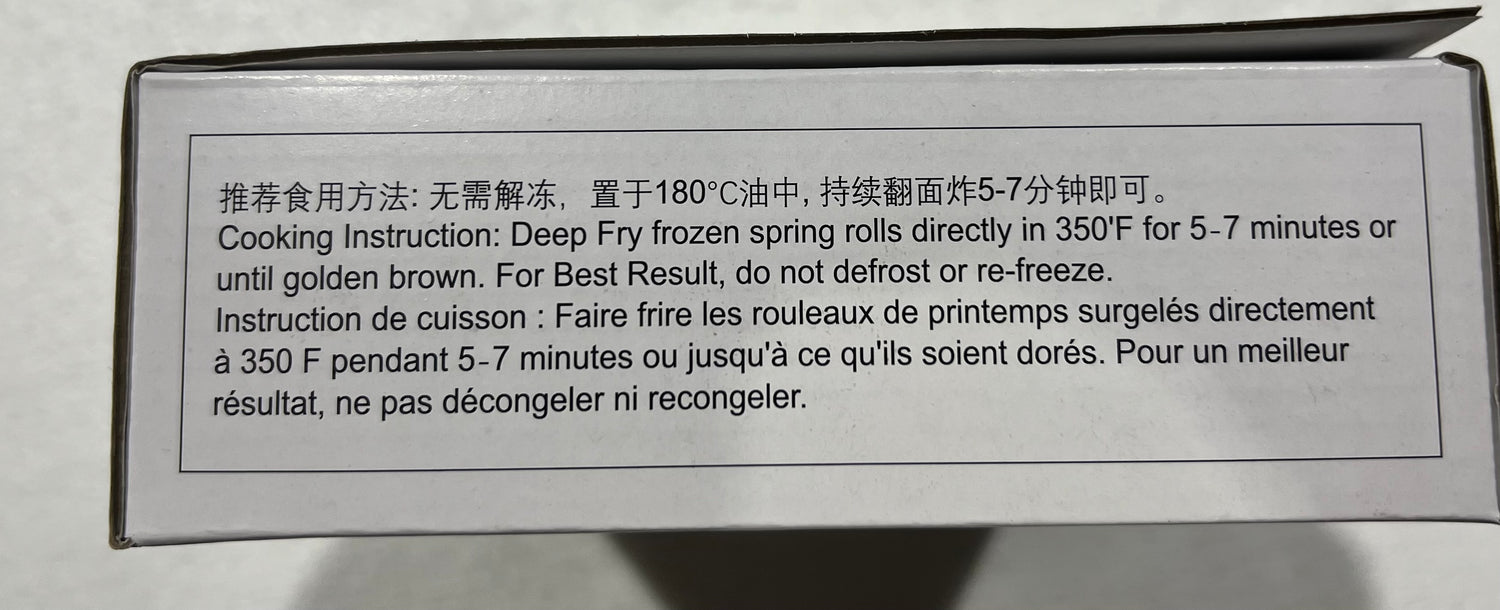 推荐食用方法: 无需解冻, 置于180°C油中, 持续翻面炸5-7分钟即可。
Cooking Instruction: Deep Fry frozen spring rolls directly in 350'F for 5-7 minutes or
until golden brown. For Best Result, do not defrost or re-freeze.
Instruction de cuisson : Faire frire les rouleaux de printemps surgelés directement
à 350 F pendant 5-7 minutes ou jusqu'à ce qu'ils soient dorés. Pour un meilleur
résultat, ne pas décongeler ni recongeler.